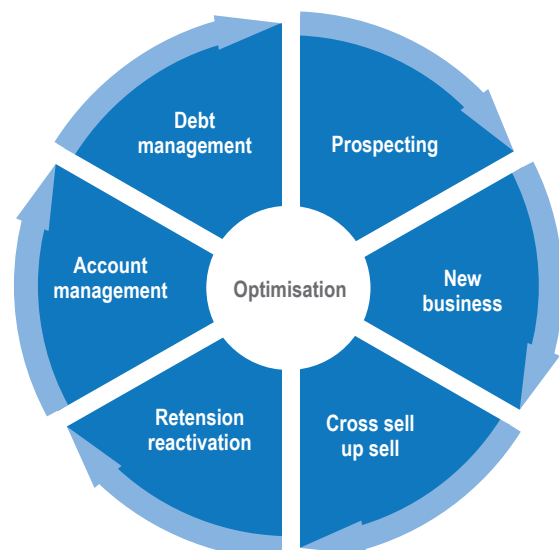 Debt
management
Prospecting
Account
management
Optimisation
New
business
Retension
reactivation
Cross sell
up sell